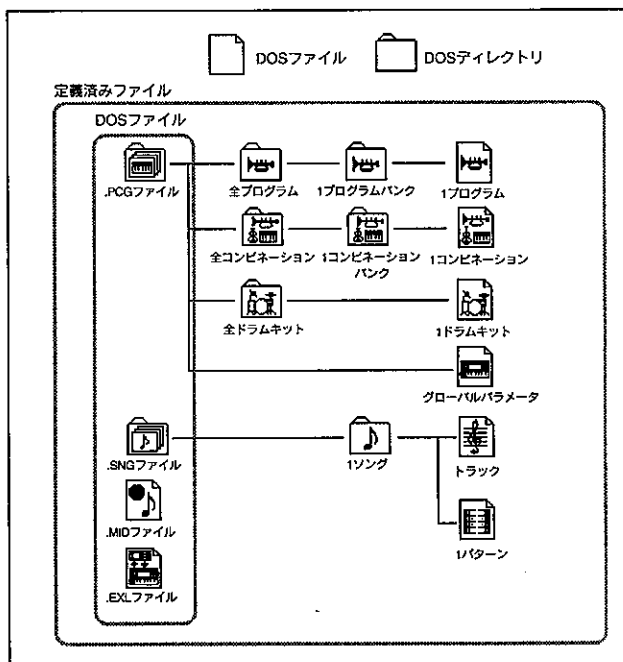 DOSファイル
DOSディレクトリ
定義済みファイル
DOSファイル
.PCGファイル
全プログラム
1プログラムバンク
1プログラム
全コンビネーション
1コンビネーション
バンク
1コンビネーション
全ドラムキット
1ドラムキット
グローバルパラメータ
.SNGファイル
1ソング
トラック
.MIDファイル
1パターン
.EXLファイル